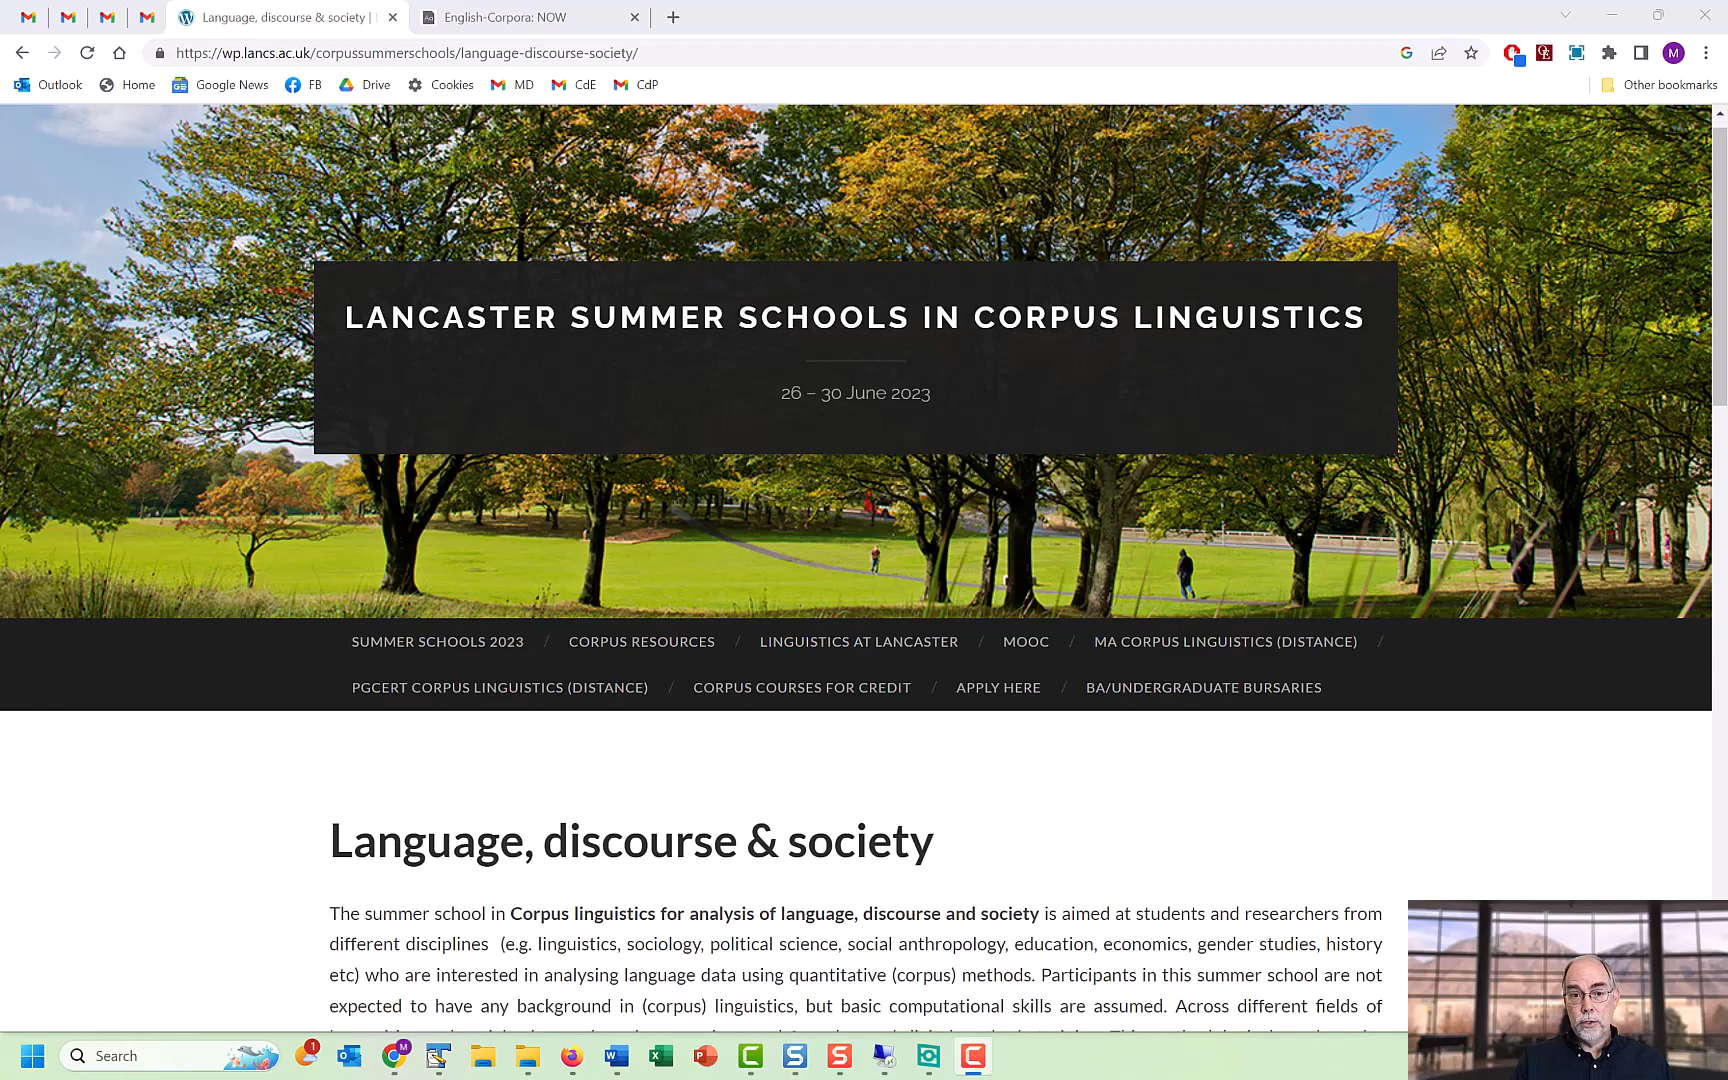 Language, discourse & society |
English-Corpora: NOW
https://wp.lancs.ac.uk/corpussummerschools/language-discourse-society/
Outlook Home Google News FB Drive Cookies MD CdE CdP Other bookmarks
LANCASTER SUMMER SCHOOLS IN CORPUS LINGUISTICS
26 – 30 June 2023
SUMMER SCHOOLS 2023 / CORPUS RESOURCES / LINGUISTICS AT LANCASTER / MOOC / MA CORPUS LINGUISTICS (DISTANCE) /
PGCERT CORPUS LINGUISTICS (DISTANCE) / CORPUS COURSES FOR CREDIT / APPLY HERE / BA/UNDERGRADUATE BURSARIES
Language, discourse & society
The summer school in Corpus linguistics for analysis of language, discourse and society is aimed at students and researchers from
different disciplines (e.g. linguistics, sociology, political science, social anthropology, education, economics, gender studies, history
etc) who are interested in analysing language data using quantitative (corpus) methods. Participants in this summer school are not
expected to have any background in (corpus) linguistics, but basic computational skills are assumed. Across different fields of
Search
1
M